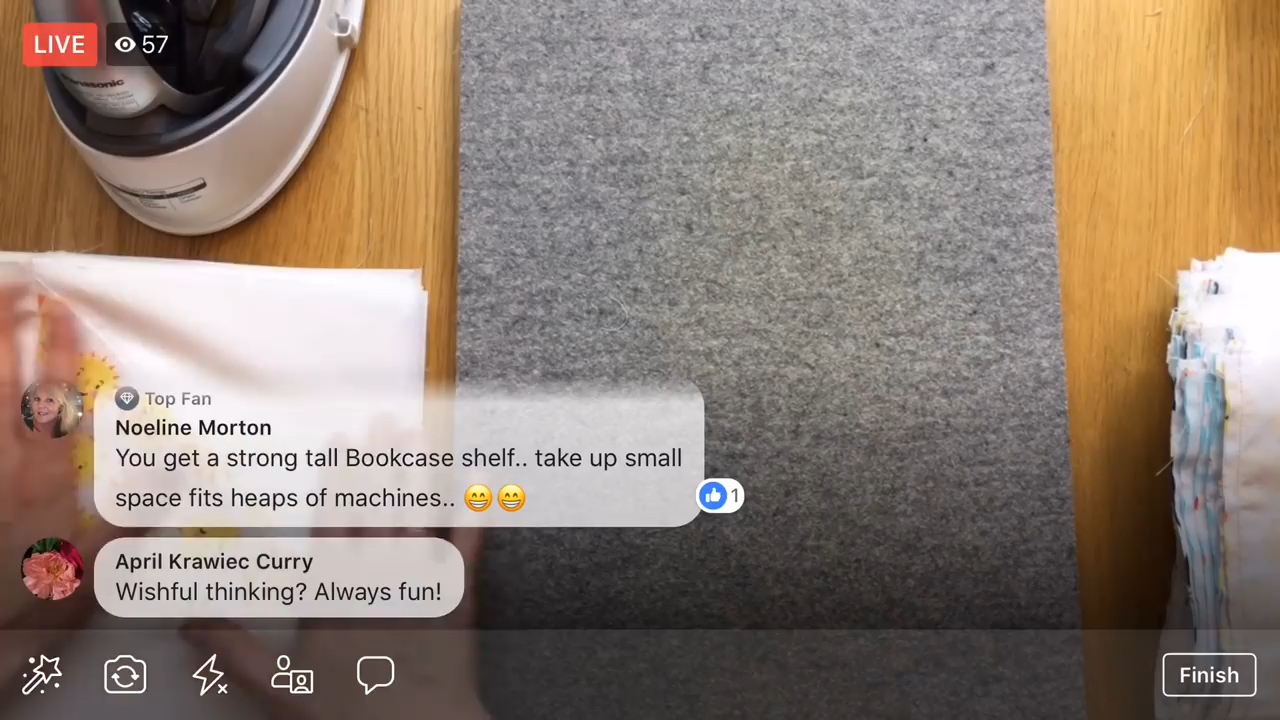 LIVE
57
Panasonic
Top Fan
Noeline Morton
You get a strong tall Bookcase shelf.. take up small
space fits heaps of machines.. 😁😁
1
April Krawiec Curry
Wishful thinking? Always fun!
Finish